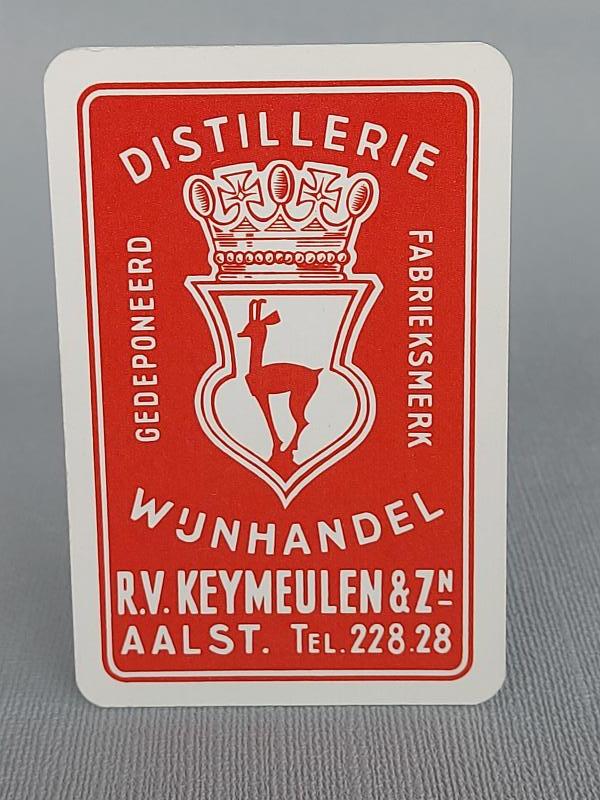 DISTILLERIE
GEDEPONEERD
FABRIEKSMERK
WIJNHANDEL
R.V. KEYMEULEN & ZN
AALST. TEL. 228.28